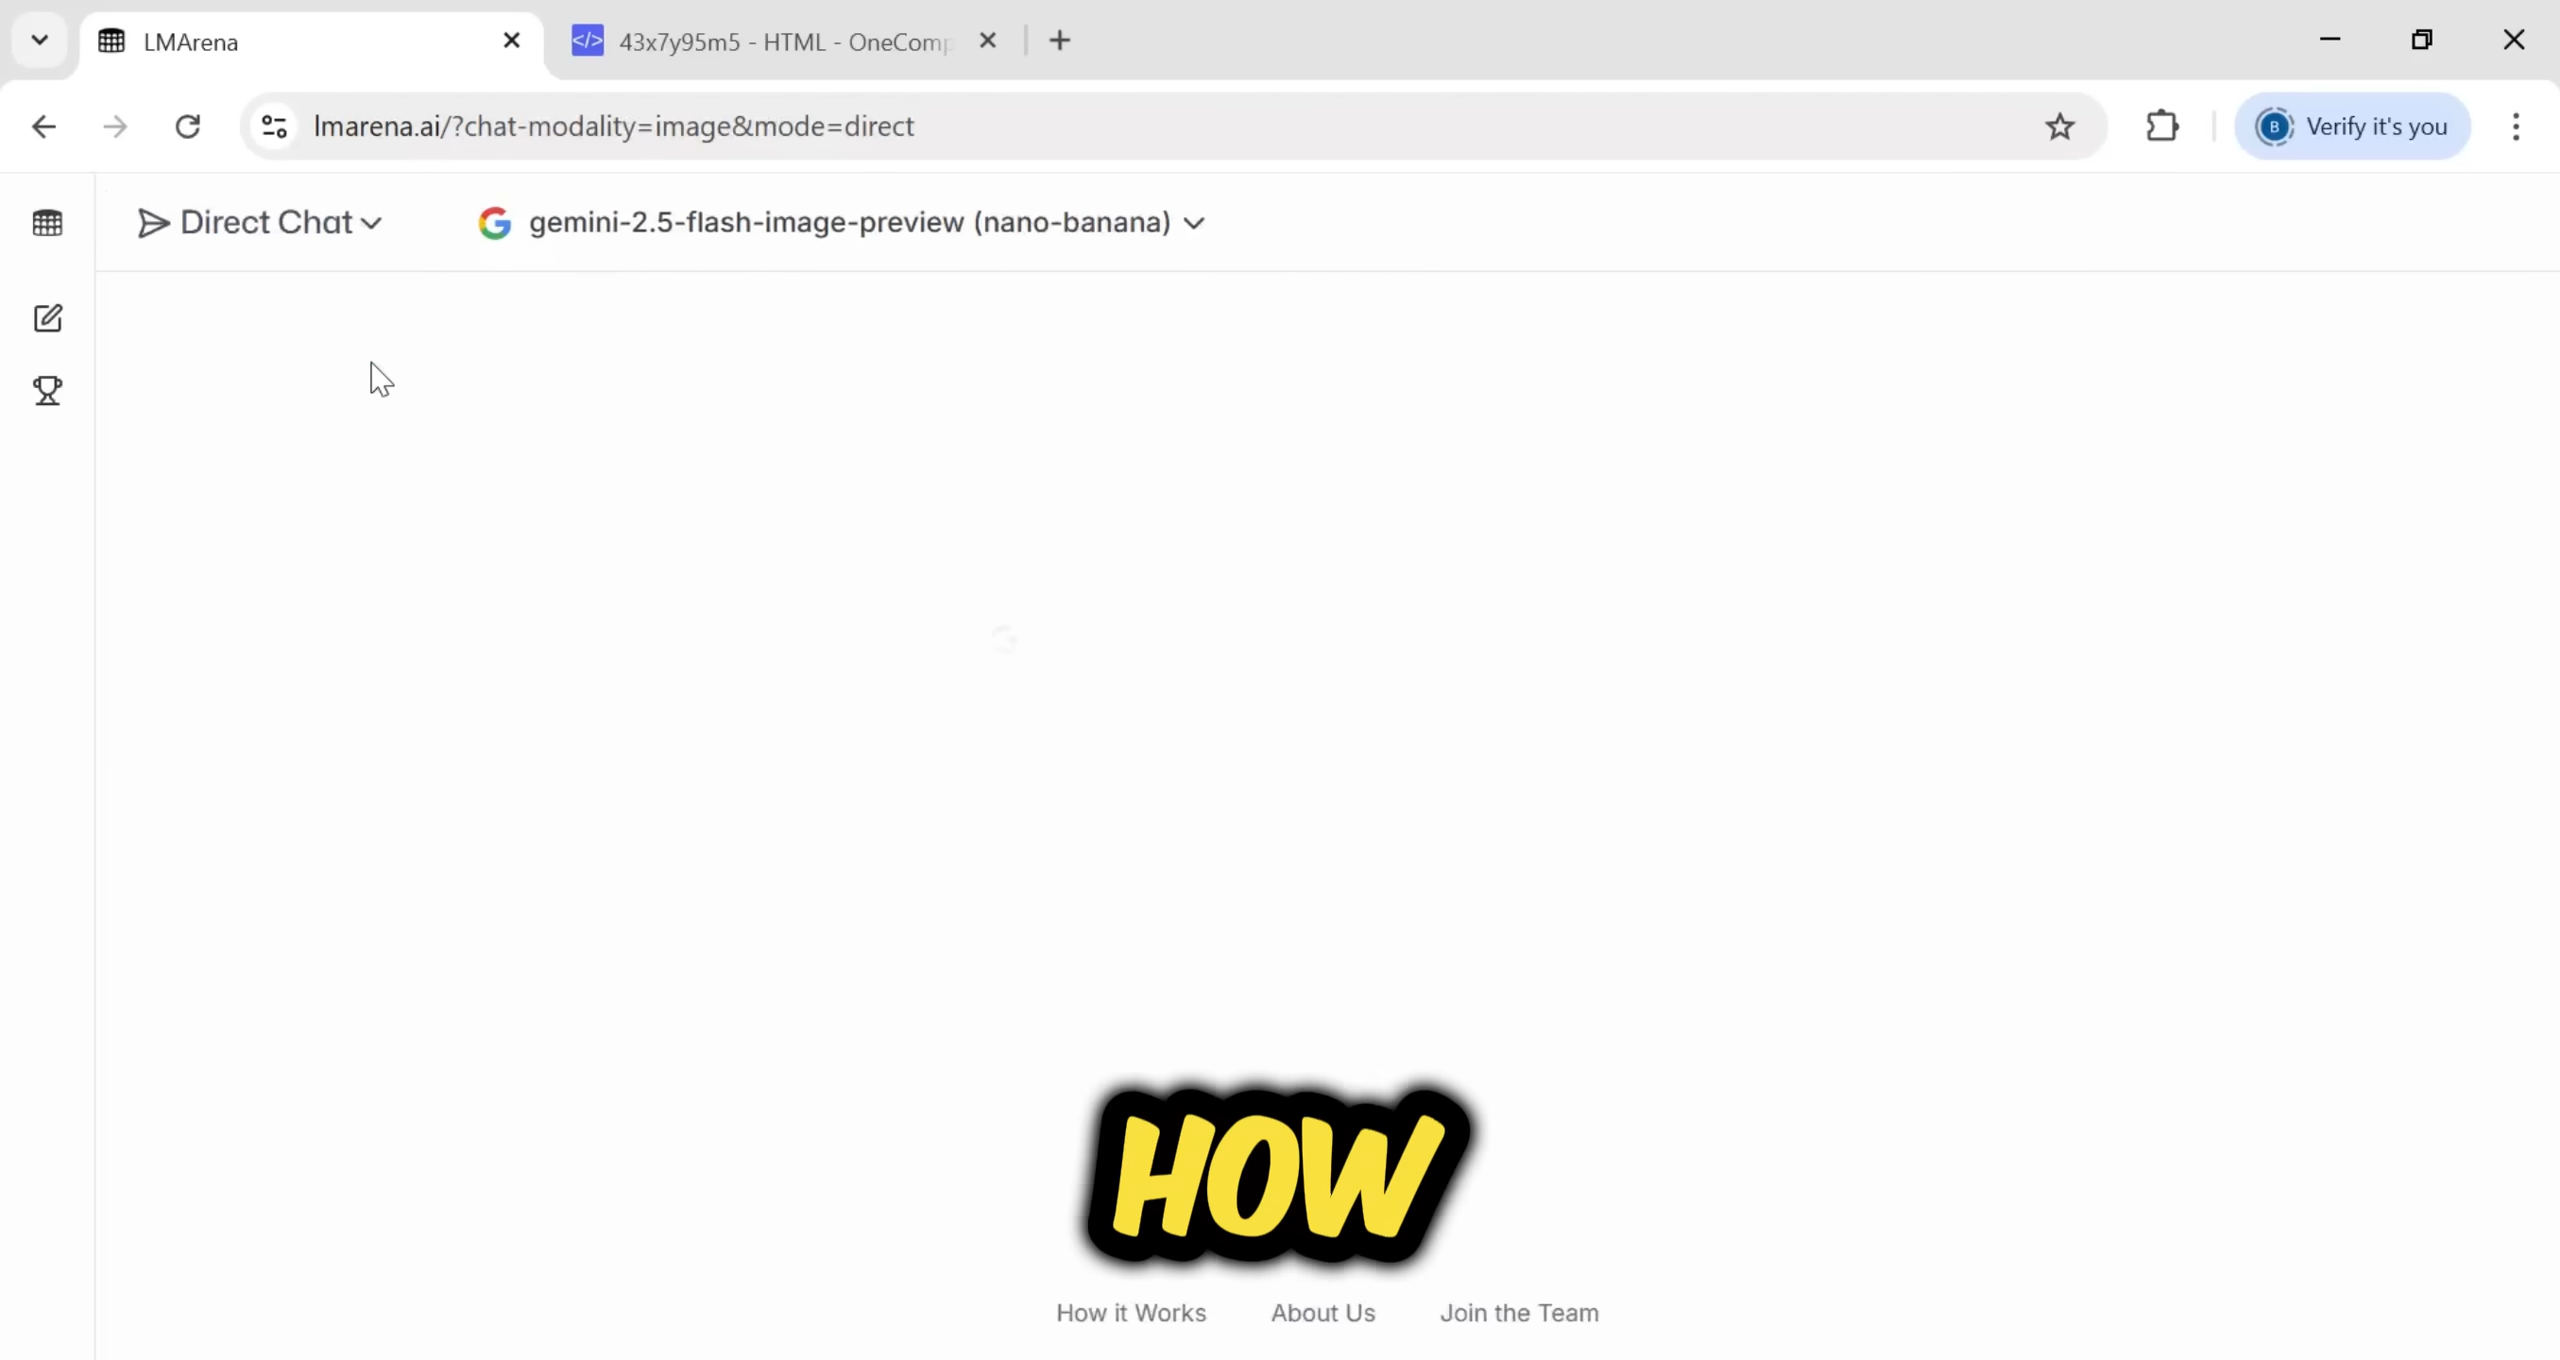 LMArena
</> 43x7y95m5 - HTML - OneComp
lmarena.ai/?chat-modality=image&mode=direct
B Verify it's you
Direct Chat
G gemini-2.5-flash-image-preview (nano-banana)
HOW
How it Works About Us Join the Team